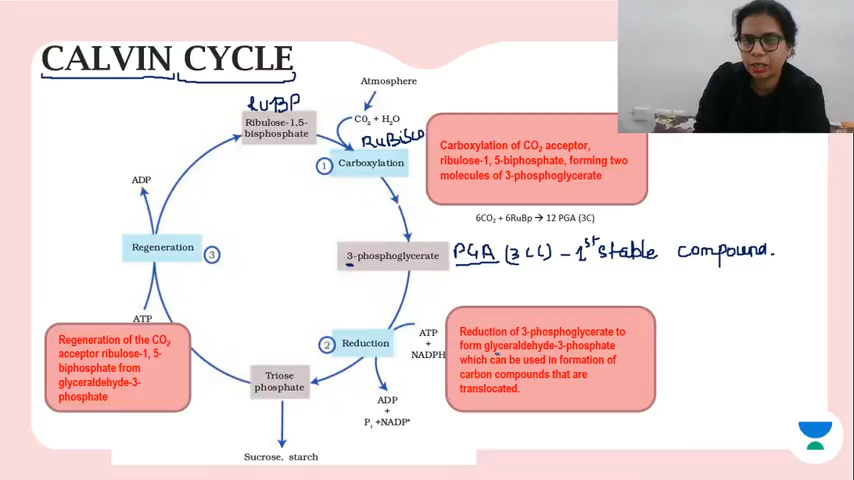 CALVIN CYCLE
Atmosphere
RuBP
CO₂ + H₂O
Ribulose-1,5-
bisphosphate
RuBisCO
1
Carboxylation
Carboxylation of CO₂ acceptor,
ribulose-1, 5-biphosphate, forming two
molecules of 3-phosphoglycerate
ADP
6CO₂ + 6RuBp → 12 PGA (3C)
Regeneration
3
3-phosphoglycerate
PGA (3CC) - 1st stable compound.
ATP
Regeneration of the CO₂
acceptor ribulose-1, 5-
biphosphate from
glyceraldehyde-3-
phosphate
2
Reduction
ATP
+
NADPH
Reduction of 3-phosphoglycerate to
form glyceraldehyde-3-phosphate
which can be used in formation of
carbon compounds that are
translocated.
Triose
phosphate
ADP
+
Pᵢ +NADP⁺
Sucrose, starch